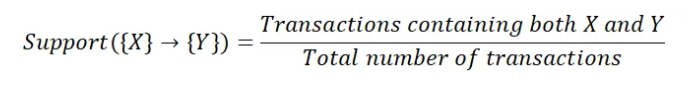 Support({X} → {Y}) = Transactions containing both X and Y / Total number of transactions